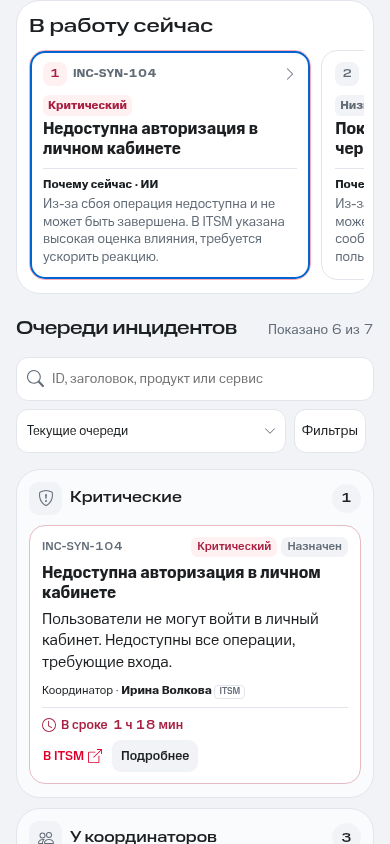 В работу сейчас
1 INC-SYN-104
Критический
Недоступна авторизация в
личном кабинете
Почему сейчас · ИИ
Из-за сбоя операция недоступна и не
может быть завершена. В ITSM указана
высокая оценка влияния, требуется
ускорить реакцию.
2
Очереди инцидентов Показано 6 из 7
ID, заголовок, продукт или сервис
Текущие очереди Фильтры
Критические 1
INC-SYN-104 Критический Назначен
Недоступна авторизация в личном
кабинете
Пользователи не могут войти в личный
кабинет. Недоступны все операции,
требующие входа.
Координатор · Ирина Волкова ITSM
В сроке 1 ч 18 мин
В ITSM Подробнее
У координаторов 3